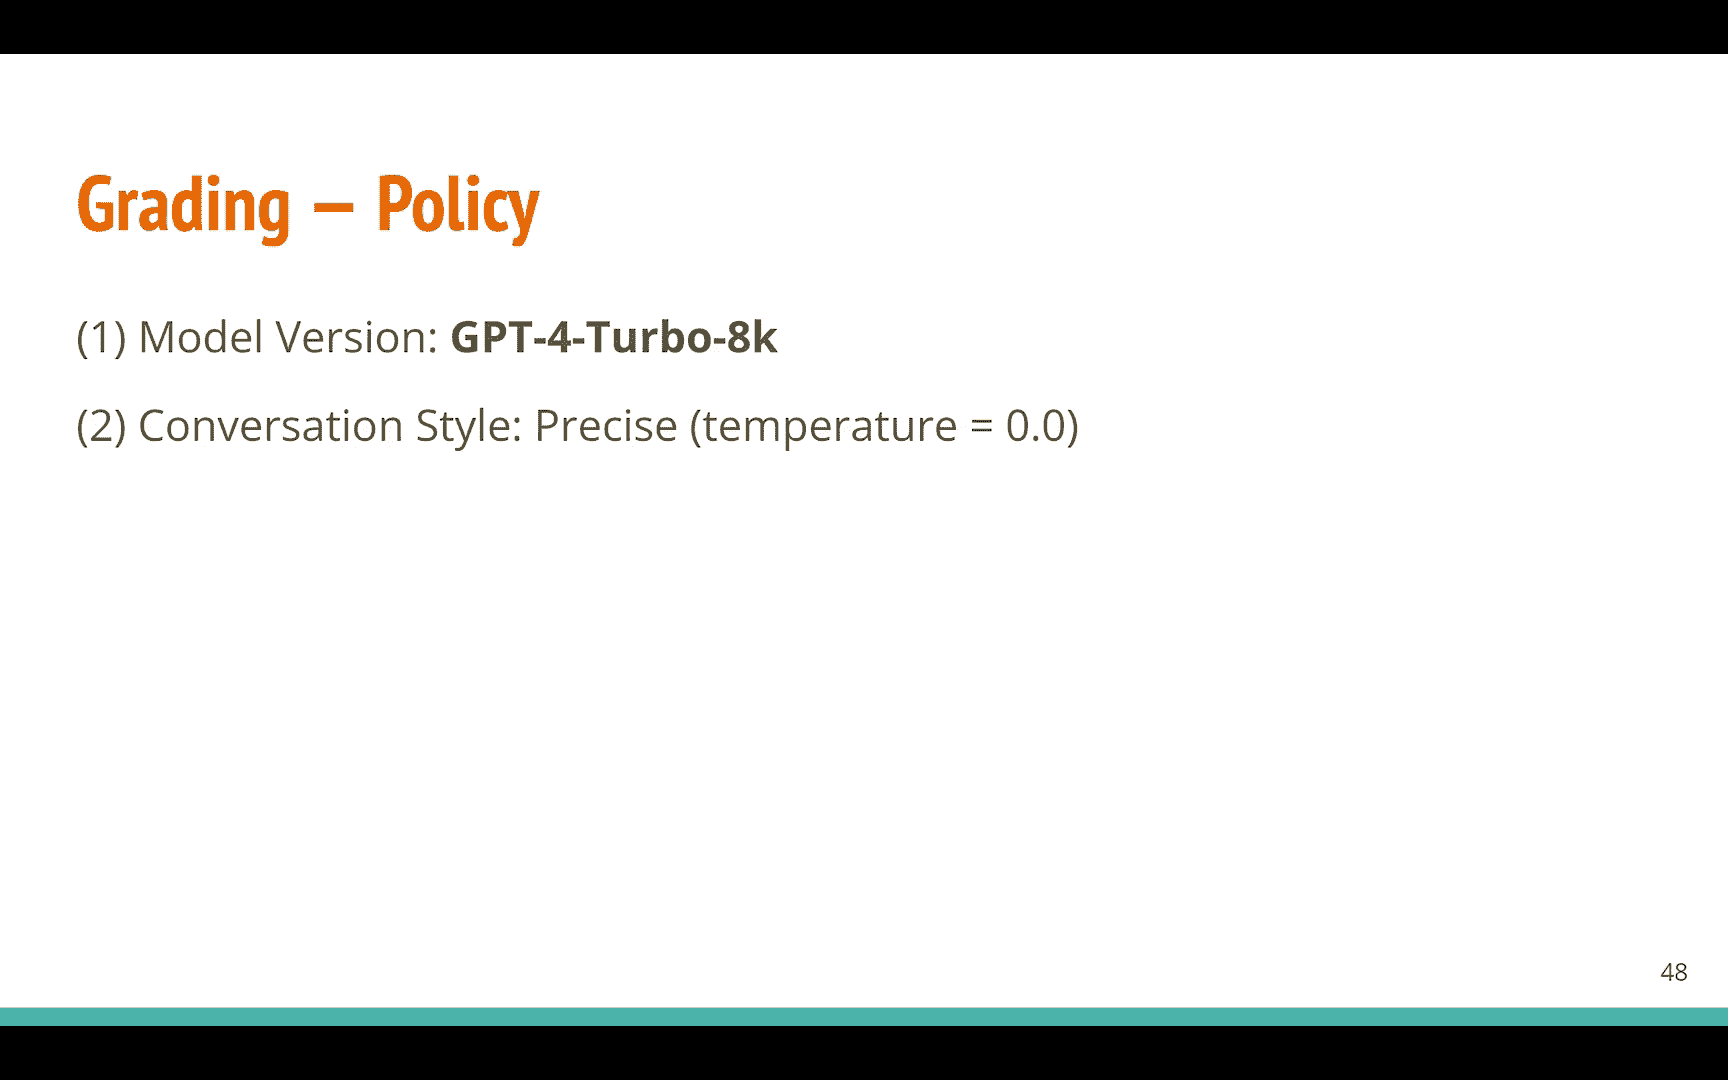 Grading — Policy
(1) Model Version: GPT-4-Turbo-8k
(2) Conversation Style: Precise (temperature = 0.0)
48